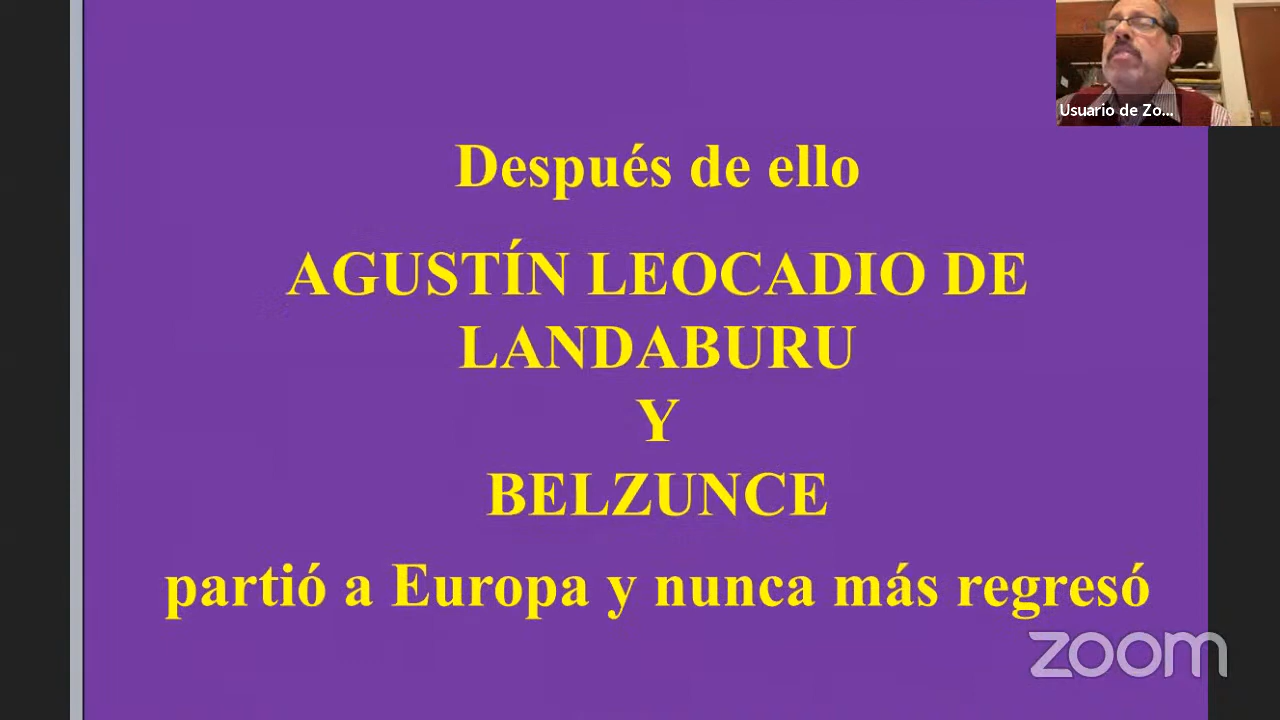 Usuario de Zo...
Después de ello
AGUSTÍN LEOCADIO DE
LANDABURU
Y
BELZUNCE
partió a Europa y nunca más regresó
zoom